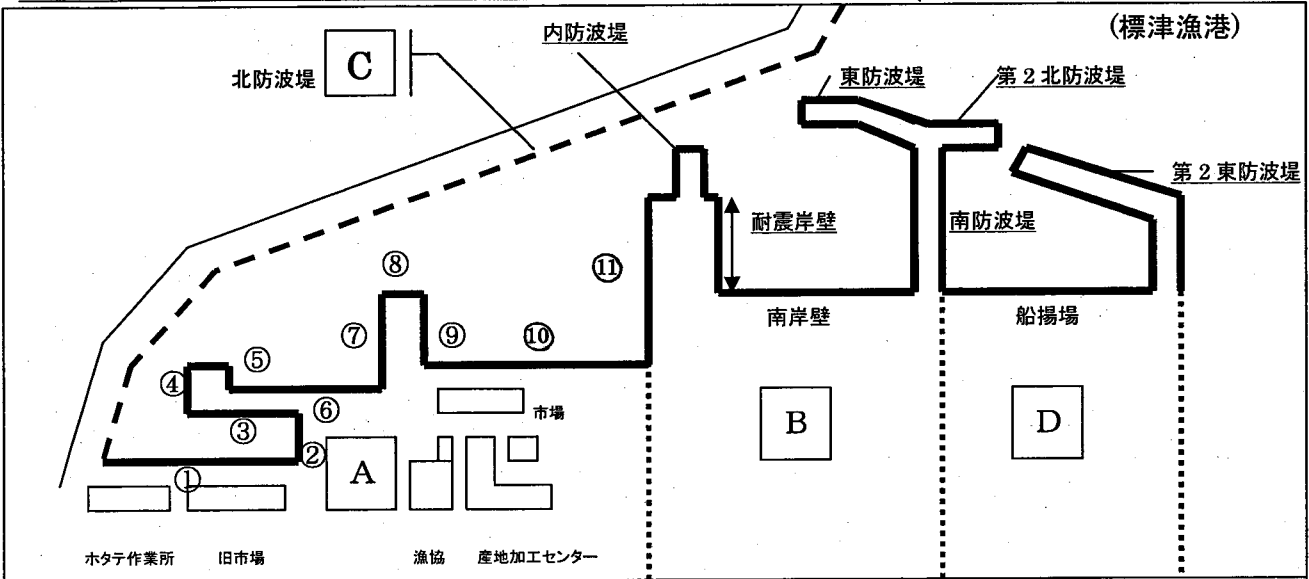 (標津漁港)
内防波堤
C
北防波堤
東防波堤
第2北防波堤
第2東防波堤
耐震岸壁
南防波堤
⑧
⑪
南岸壁
船揚場
⑦
⑨
⑩
⑤
④
⑥
市場
③
B
D
②
A
①
ホタテ作業所
旧市場
漁協
産地加工センター